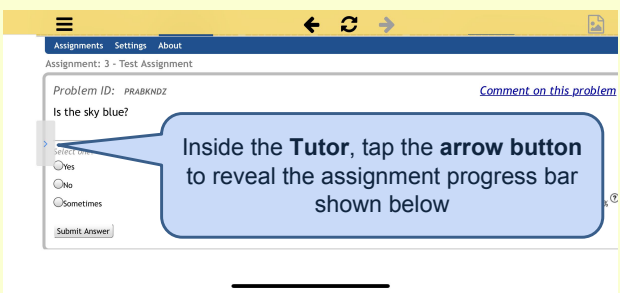 Assignments Settings About
Assignment: 3 - Test Assignment
Problem ID: PRABKNDZ
Comment on this problem
Is the sky blue?
Select one:
Yes
No
Sometimes
%
Submit Answer
Inside the Tutor, tap the arrow button
to reveal the assignment progress bar
shown below